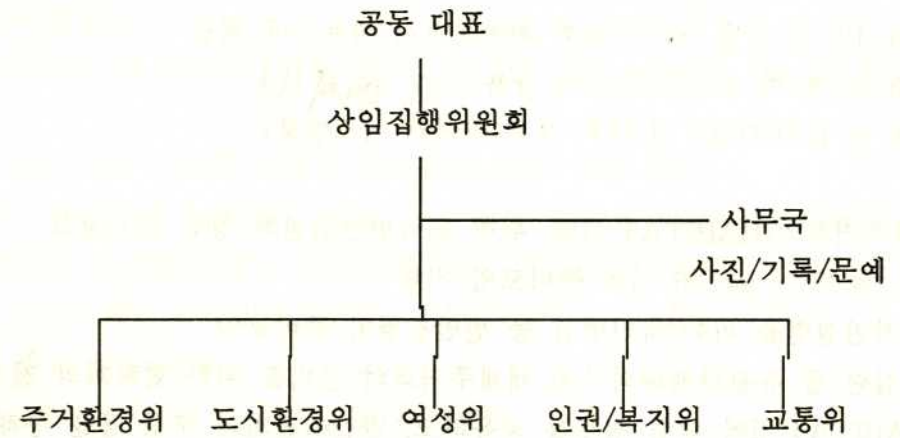 공동 대표
상임집행위원회
사무국
사진/기록/문예
주거환경위 도시환경위 여성위 인권/복지위 교통위